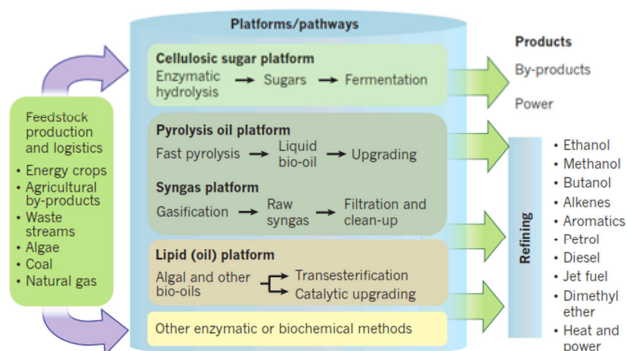 Platforms/pathways
Feedstock
production
and logistics
• Energy crops
• Agricultural
by-products
• Waste
streams
• Algae
• Coal
• Natural gas
Cellulosic sugar platform
Enzymatic
hydrolysis
Sugars
Fermentation
Pyrolysis oil platform
Fast pyrolysis
Liquid
bio-oil
Upgrading
Syngas platform
Gasification
Raw
syngas
Filtration and
clean-up
Lipid (oil) platform
Algal and other
bio-oils
Transesterification
Catalytic upgrading
Other enzymatic or biochemical methods
Products
By-products
Power
Refining
• Ethanol
• Methanol
• Butanol
• Alkenes
• Aromatics
• Petrol
• Diesel
• Jet fuel
• Dimethyl
ether
• Heat and
power